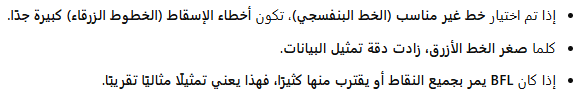 • إذا تم اختيار خط غير مناسب (الخط البنفسجي)، تكون أخطاء الإسقاط (الخطوط الزرقاء) كبيرة جدًا.
• كلما صغر الخط الأزرق، زادت دقة تمثيل البيانات.
• إذا كان BFL يمر بجميع النقاط أو يقترب منها كثيرًا، فهذا يعني تمثيلًا مثاليًا تقريبًا.